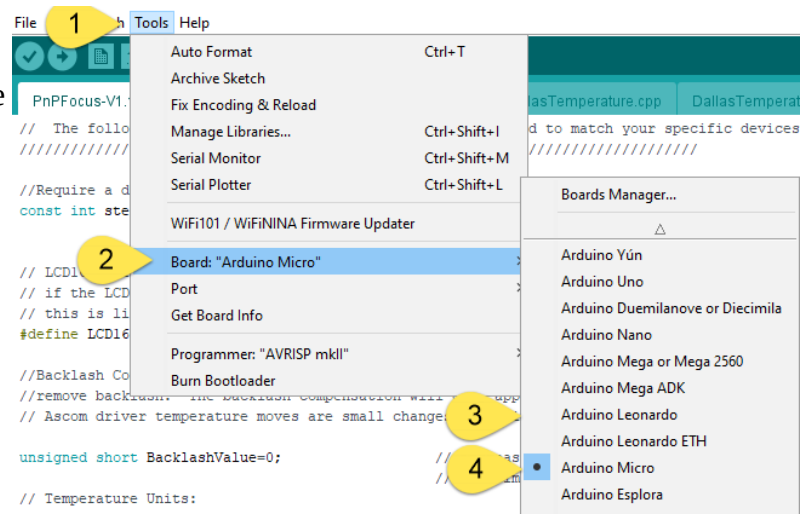 File 1 h Tools Help
Auto Format Ctrl+T
Archive Sketch
PnPFocus-V1. Fix Encoding & Reload lasTemperature.cpp DallasTemperat
// The follo Manage Libraries... Ctrl+Shift+I d to match your specific devices
///////////// Serial Monitor Ctrl+Shift+M ////////////////////
//Require a d Serial Plotter Ctrl+Shift+L
Boards Manager...
const int ste
WiFi101 / WiFiNINA Firmware Updater
2 Board: "Arduino Micro" Arduino Yún
// LCD1
// if the LCD Port Arduino Uno
// this is li Get Board Info Arduino Duemilanove or Diecimila
#define LCD16 Arduino Nano
Programmer: "AVRISP mkII" Arduino Mega or Mega 2560
//Backlash Co Burn Bootloader Arduino Mega ADK
//remove backlash.
// Ascom driver temperature moves are small change 3 Arduino Leonardo
Arduino Leonardo ETH
unsigned short BacklashValue=0; // 4 Arduino Micro
//
// Temperature Units: Arduino Esplora